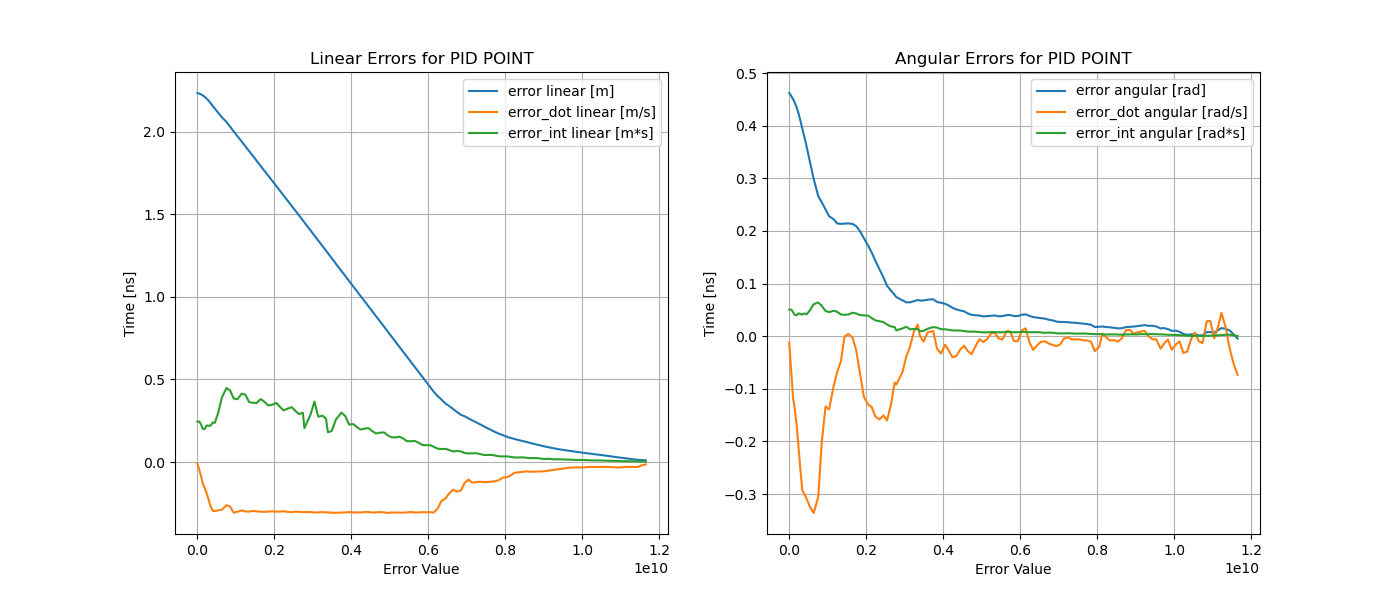 Linear Errors for PID POINT
error linear [m]
error_dot linear [m/s]
error_int linear [m*s]
2.0
1.5
1.0
0.5
0.0
Time [ns]
0.0 0.2 0.4 0.6 0.8 1.0 1.2
1e10
Error Value
Angular Errors for PID POINT
error angular [rad]
error_dot angular [rad/s]
error_int angular [rad*s]
0.5
0.4
0.3
0.2
0.1
0.0
−0.1
−0.2
−0.3
Time [ns]
0.0 0.2 0.4 0.6 0.8 1.0 1.2
1e10
Error Value